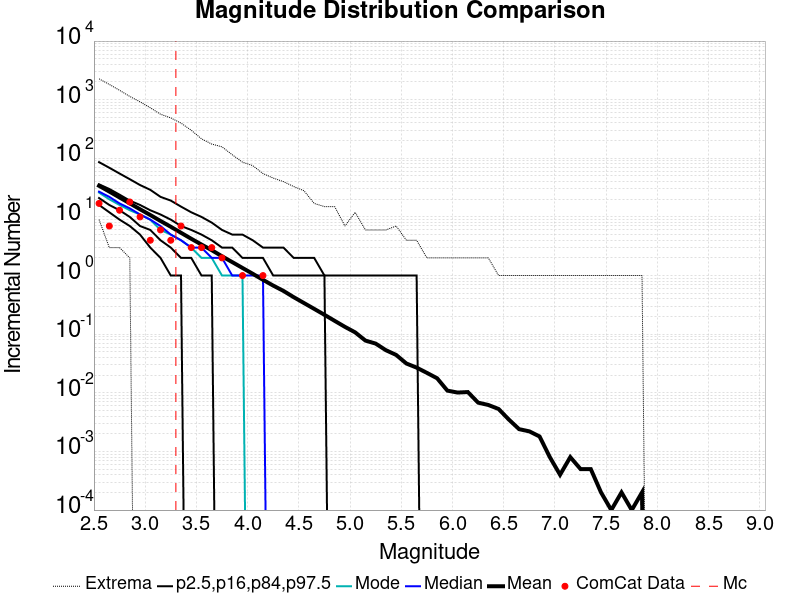 Magnitude Distribution Comparison
10 4
10 3
10 2
10 1
10 0
10 -1
10 -2
10 -3
10 -4
Incremental Number
2.5 3.0 3.5 4.0 4.5 5.0 5.5 6.0 6.5 7.0 7.5 8.0 8.5 9.0
Magnitude
Extrema p2.5,p16,p84,p97.5 Mode Median Mean ComCat Data Mc